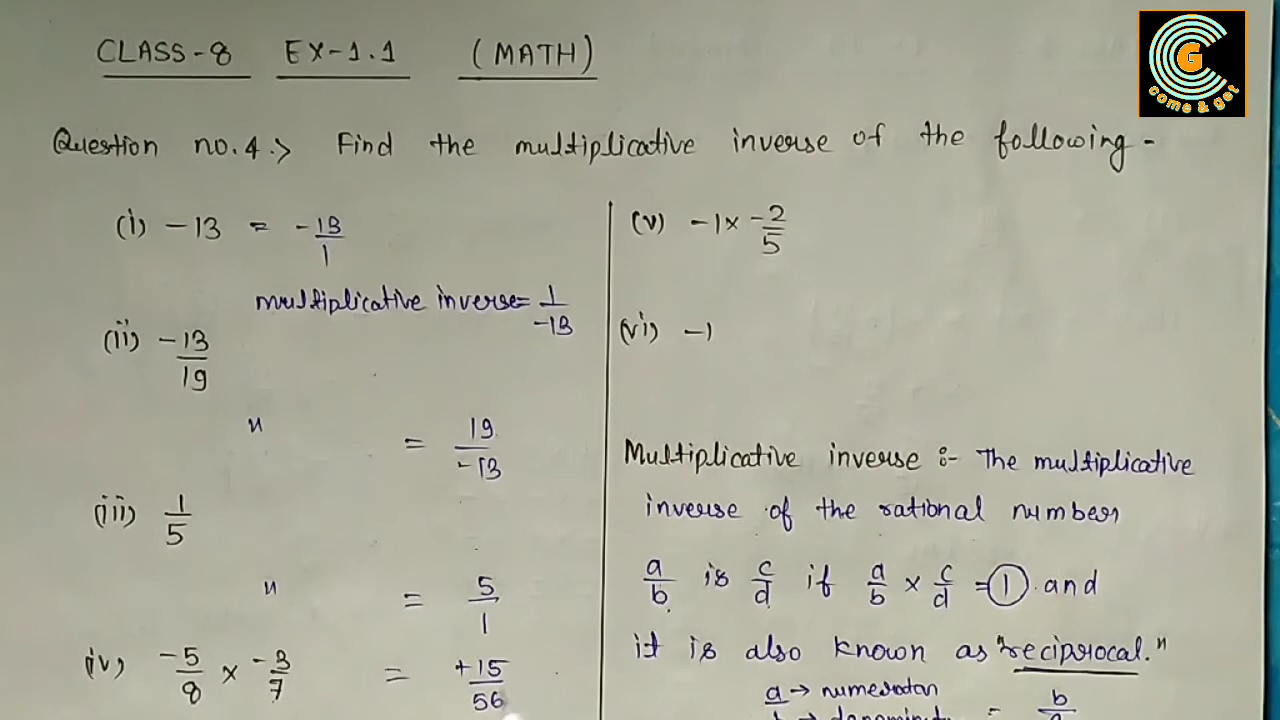 CLASS-8 EX-1.1 (MATH)
G
come & get
Question no.4.> Find the multiplicative inverse of the following -
(i) -13 = -13/1
multiplicative inverse = 1/-13
(ii) -13/19
" = 19/-13
(iii) 1/5
" = 5/1
(iv) -5/8 × -3/7 = +15/56
(v) -1 × -2/5
(vi) -1
Multiplicative inverse :- The multiplicative
inverse of the rational number
a/b is c/d if a/b × c/d = 1 and
it is also known as "reciprocal."
a → numerator
= b/a